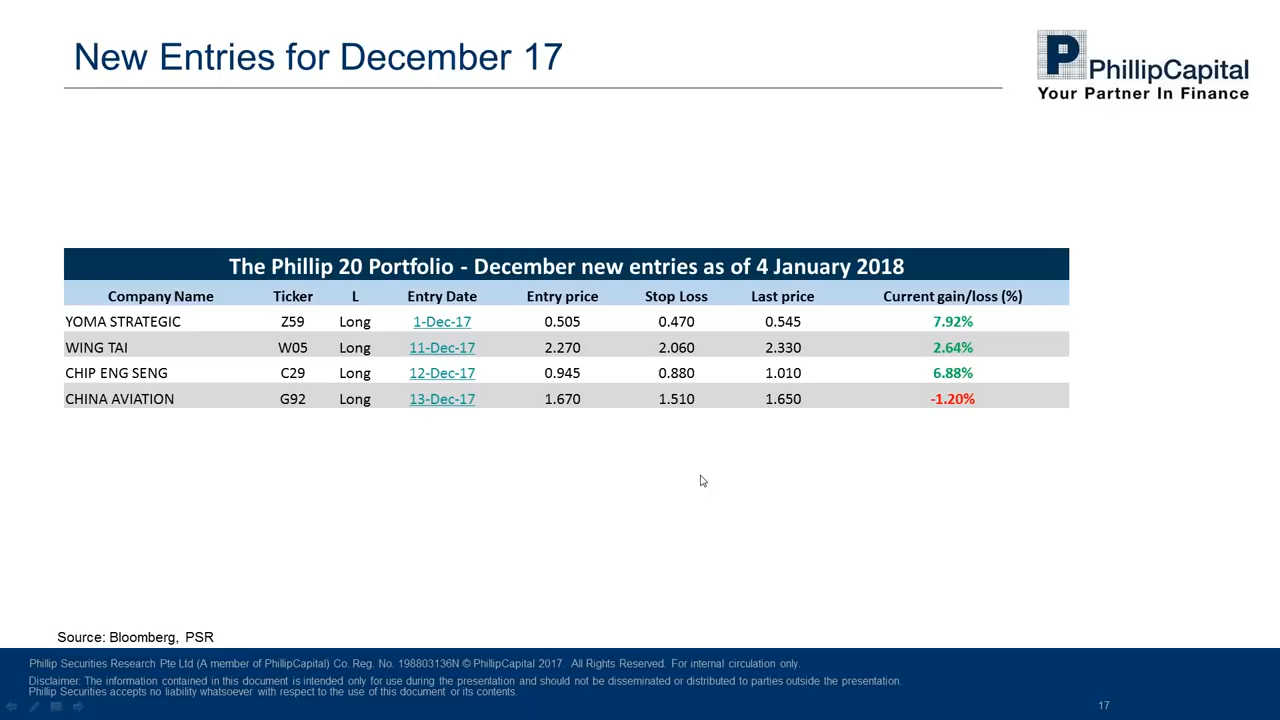 New Entries for December 17
P
PhillipCapital
Your Partner In Finance
The Phillip 20 Portfolio - December new entries as of 4 January 2018
Company Name Ticker L Entry Date Entry price Stop Loss Last price Current gain/loss (%)
YOMA STRATEGIC Z59 Long 1-Dec-17 0.505 0.470 0.545 7.92%
WING TAI W05 Long 11-Dec-17 2.270 2.060 2.330 2.64%
CHIP ENG SENG C29 Long 12-Dec-17 0.945 0.880 1.010 6.88%
CHINA AVIATION G92 Long 13-Dec-17 1.670 1.510 1.650 -1.20%
Source: Bloomberg, PSR
Phillip Securities Research Pte Ltd (A member of PhillipCapital) Co. Reg. No. 198803136N © PhillipCapital 2017. All Rights Reserved. For internal circulation only.
Disclaimer: The information contained in this document is intended only for use during the presentation and should not be disseminated or distributed to parties outside the presentation.
Phillip Securities accepts no liability whatsoever with respect to the use of this document or its contents.
17